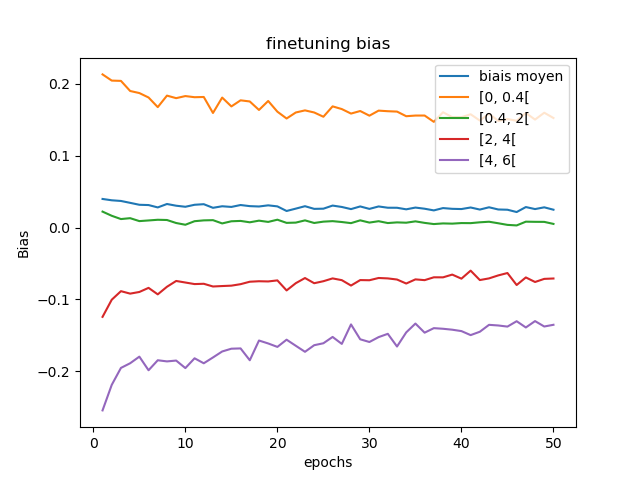 finetuning bias
biais moyen
[0, 0.4[
[0.4, 2[
[2, 4[
[4, 6[
0.2
0.1
0.0
−0.1
−0.2
Bias
0 10 20 30 40 50
epochs